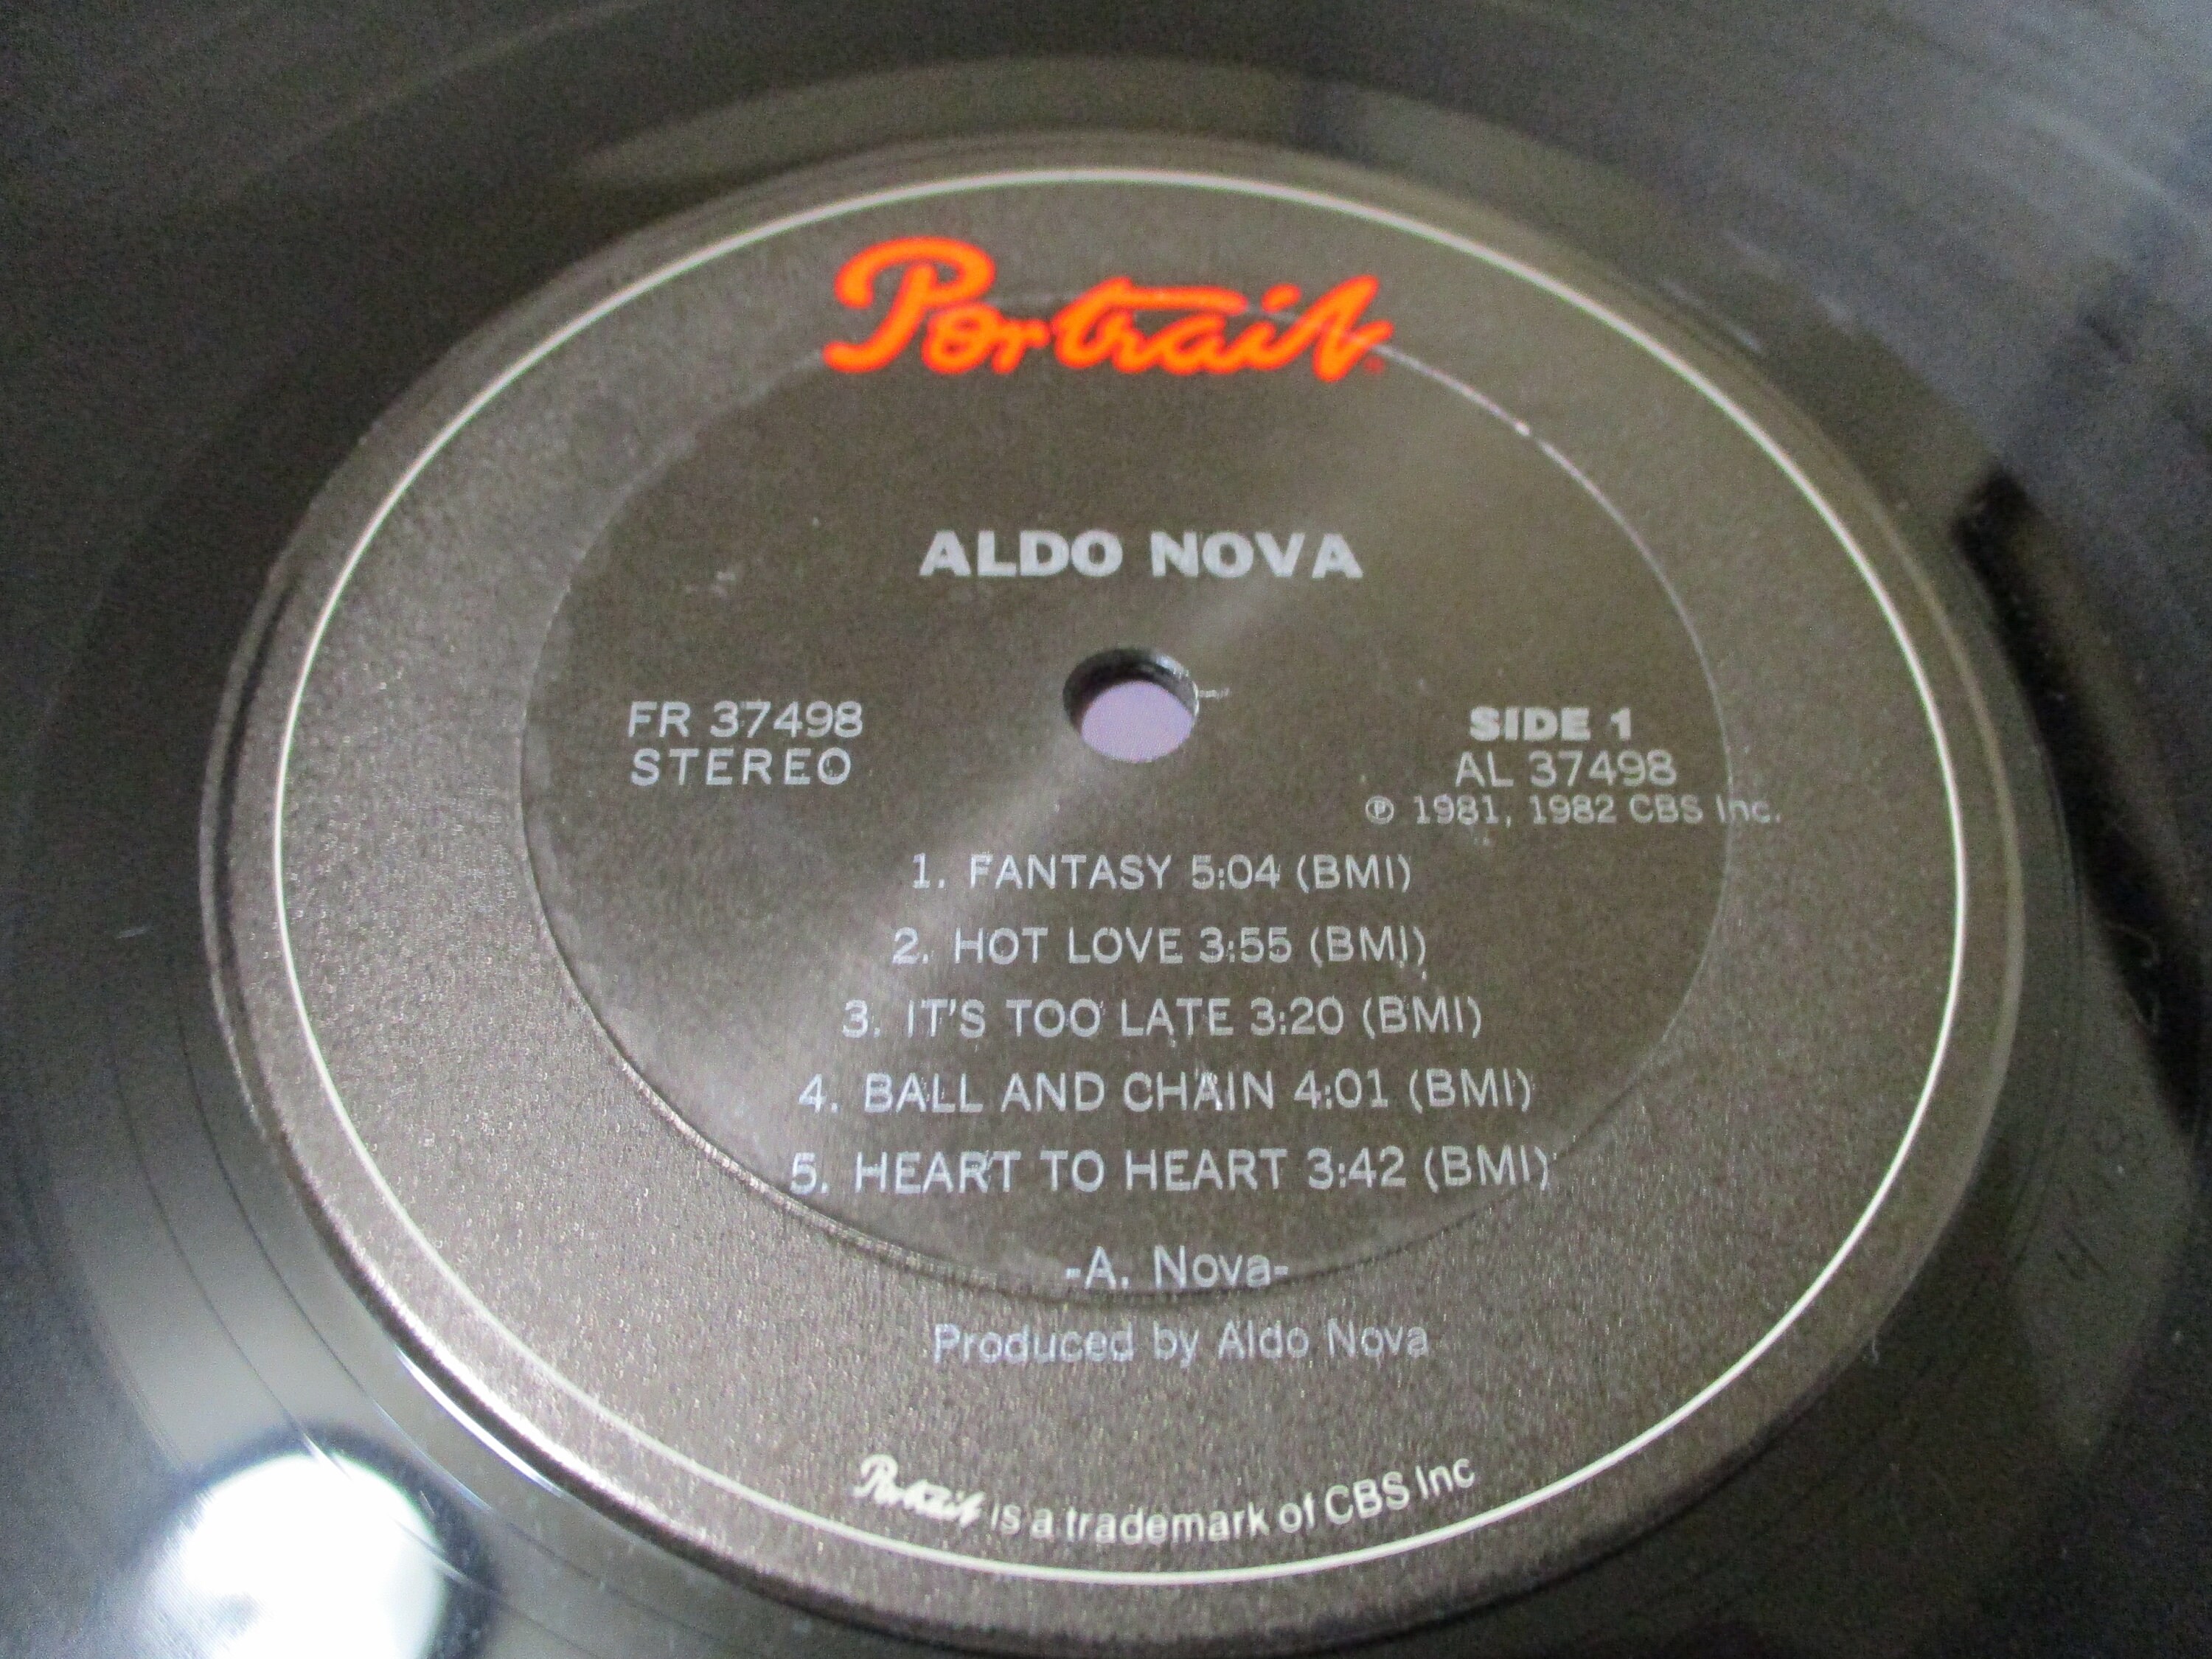 Portrait
ALDO NOVA
FR 37498
STEREO
SIDE 1
AL 37498
℗ 1981, 1982 CBS Inc.
1. FANTASY 5:04 (BMI)
2. HOT LOVE 3:55 (BMI)
3. IT'S TOO LATE 3:20 (BMI)
4. BALL AND CHAIN 4:01 (BMI)
5. HEART TO HEART 3:42 (BMI)
-A. Nova-
Produced by Aldo Nova
Portrait is a trademark of CBS Inc